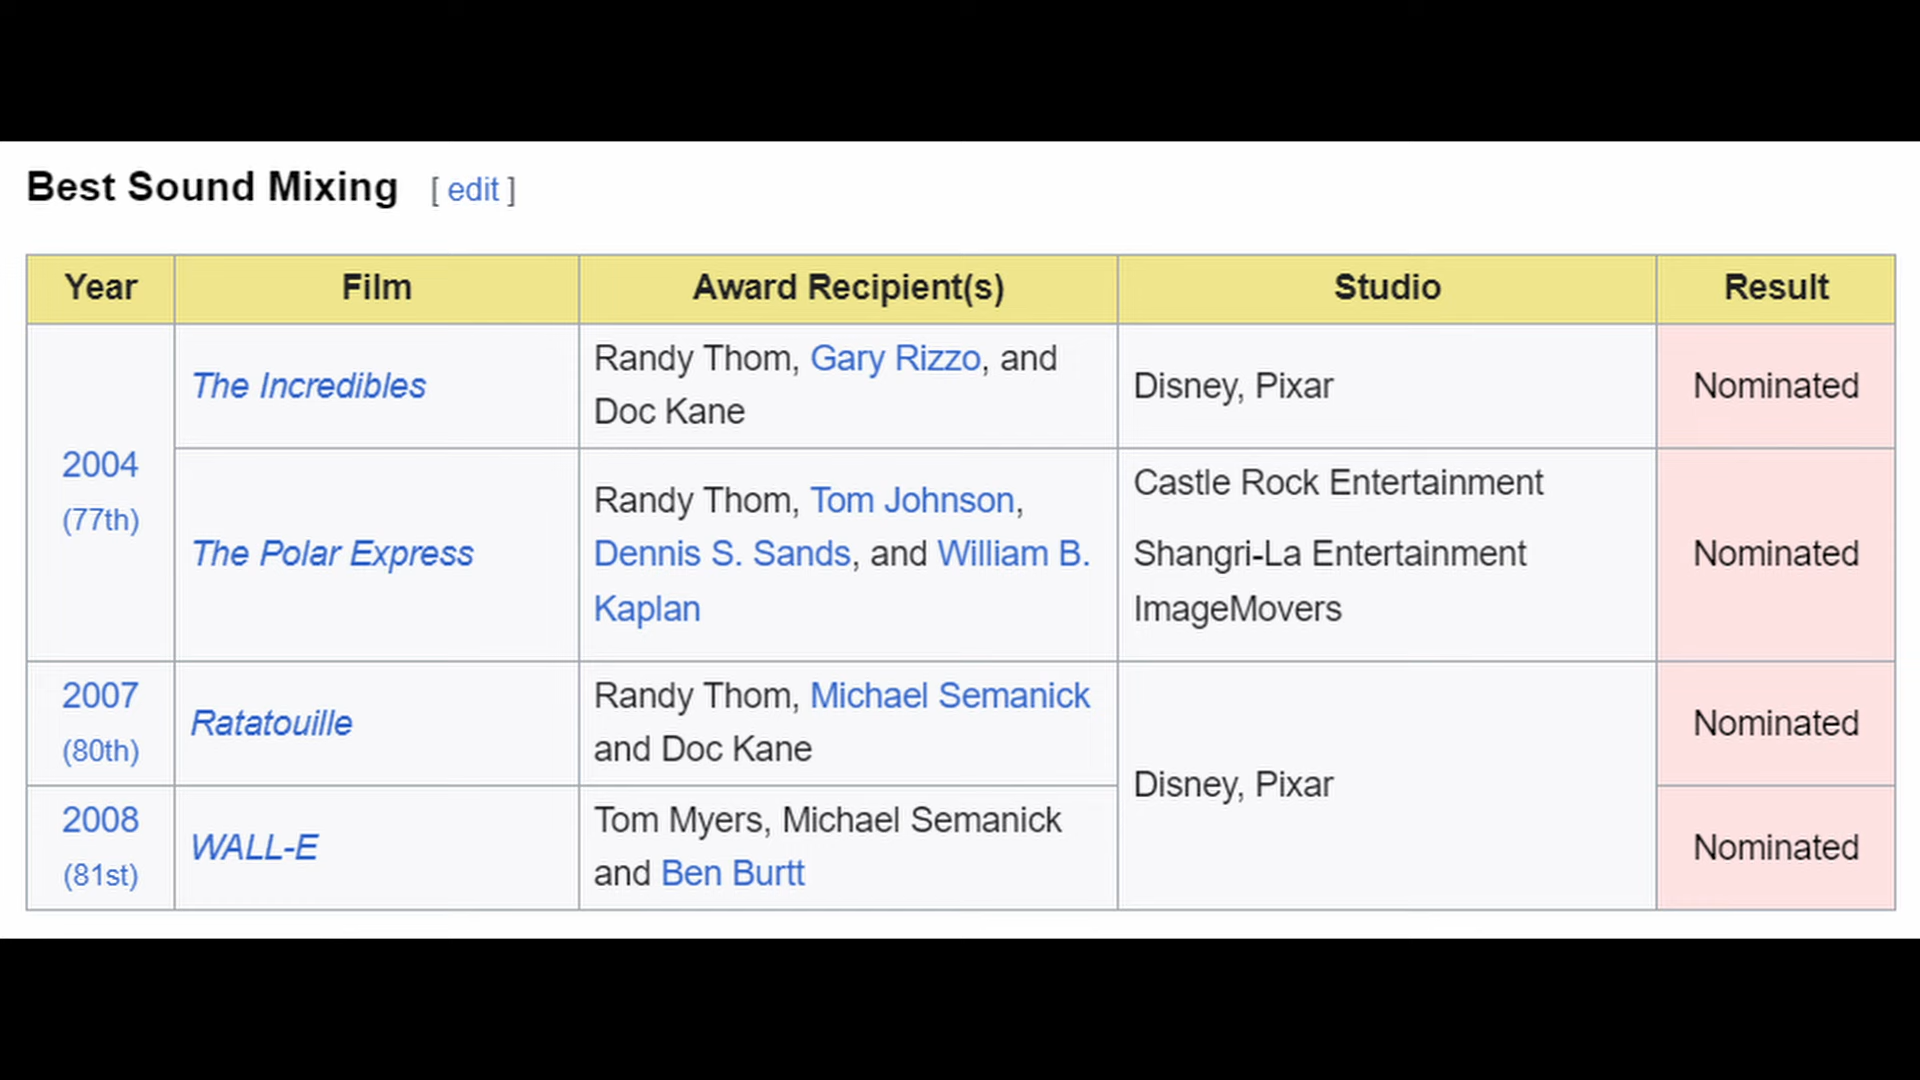 Best Sound Mixing [ edit ]
Year Film Award Recipient(s) Studio Result
2004
(77th)
The Incredibles
Randy Thom, Gary Rizzo, and
Doc Kane
Disney, Pixar
Nominated
The Polar Express
Randy Thom, Tom Johnson,
Dennis S. Sands, and William B.
Kaplan
Castle Rock Entertainment
Shangri-La Entertainment
ImageMovers
Nominated
2007
(80th)
Ratatouille
Randy Thom, Michael Semanick
and Doc Kane
Disney, Pixar
Nominated
2008
(81st)
WALL-E
Tom Myers, Michael Semanick
and Ben Burtt
Nominated